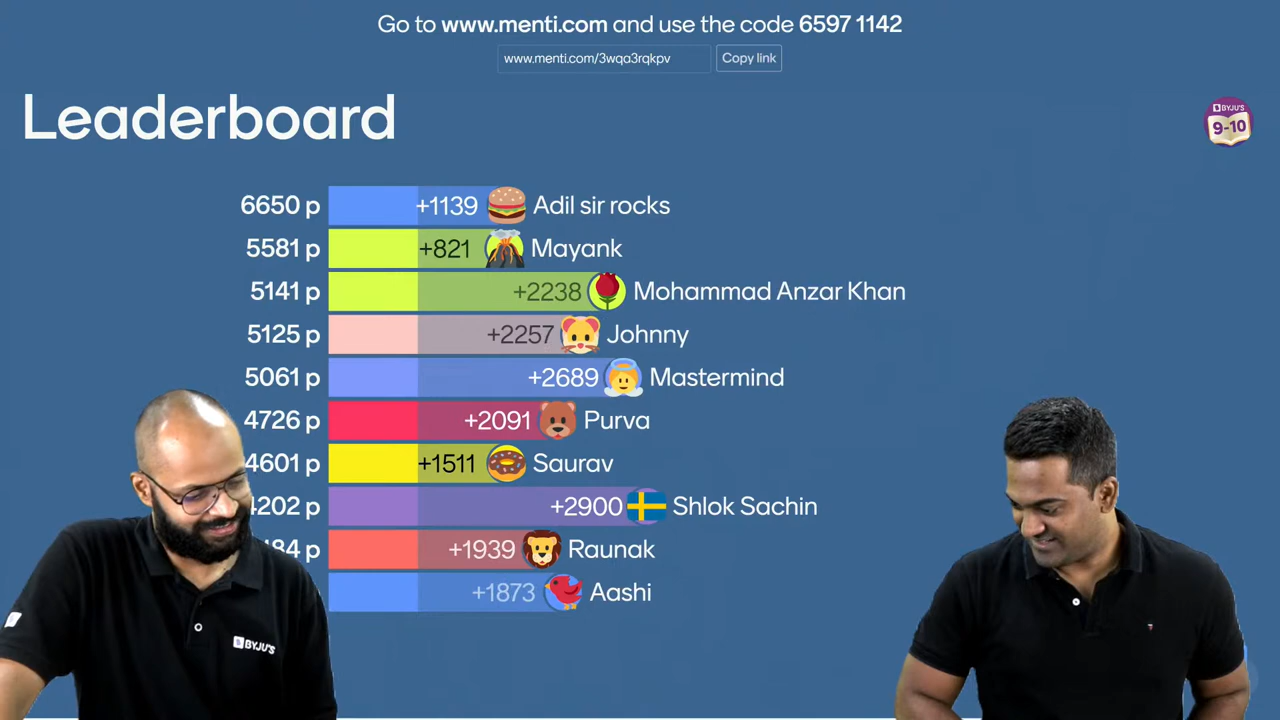 Go to www.menti.com and use the code 6597 1142
www.menti.com/3wqa3rqkpv Copy link
Leaderboard
BYJU'S
9-10
6650 p +1139 Adil sir rocks
5581 p +821 Mayank
5141 p +2238 Mohammad Anzar Khan
5125 p +2257 Johnny
5061 p +2689 Mastermind
4726 p +2091 Purva
4601 p +1511 Saurav
202 p +2900 Shlok Sachin
84 p +1939 Raunak
+1873 Aashi
BYJU'S